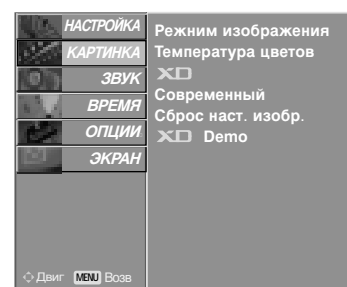 НАСТРОЙКА
КАРТИНКА
ЗВУК
ВРЕМЯ
ОПЦИИ
ЭКРАН
Режим изображения
Температура цветов
XD
Современный
Сброс наст. изобр.
XD Demo
Двиг MENU Возв